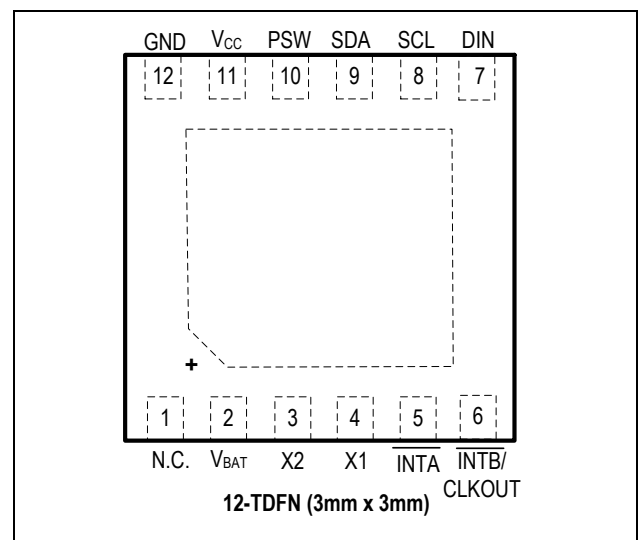 GND VCC PSW SDA SCL DIN
12 11 10 9 8 7
+
1 2 3 4 5 6
N.C. VBAT X2 X1 INTA INTB/
CLKOUT
12-TDFN (3mm x 3mm)